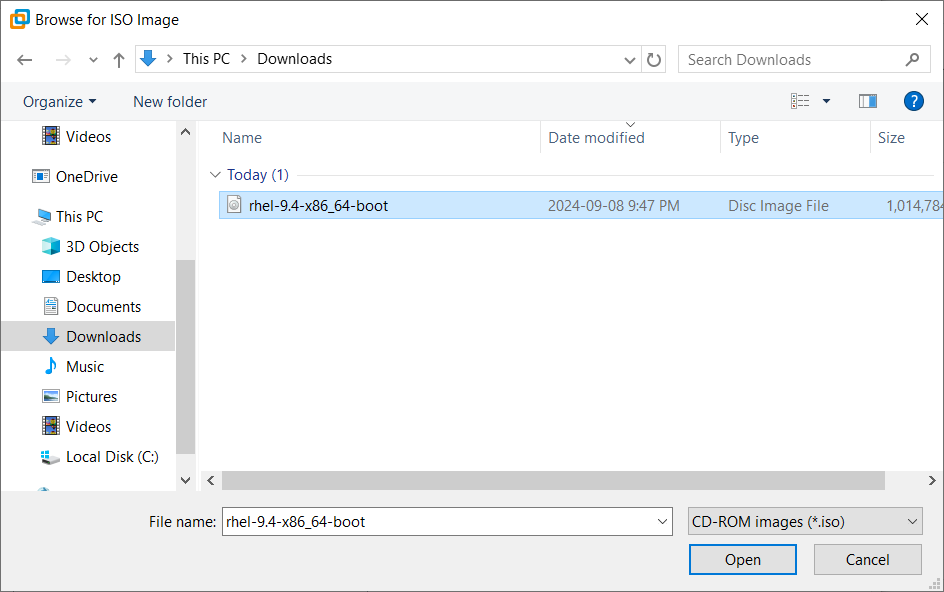 Browse for ISO Image
This PC > Downloads
Search Downloads
Organize
New folder
?
Name
Date modified
Type
Size
Today (1)
rhel-9.4-x86_64-boot
2024-09-08 9:47 PM
Disc Image File
1,014,784
Videos
OneDrive
This PC
3D Objects
Desktop
Documents
Downloads
Music
Pictures
Videos
Local Disk (C:)
File name:
rhel-9.4-x86_64-boot
CD-ROM images (*.iso)
Open
Cancel